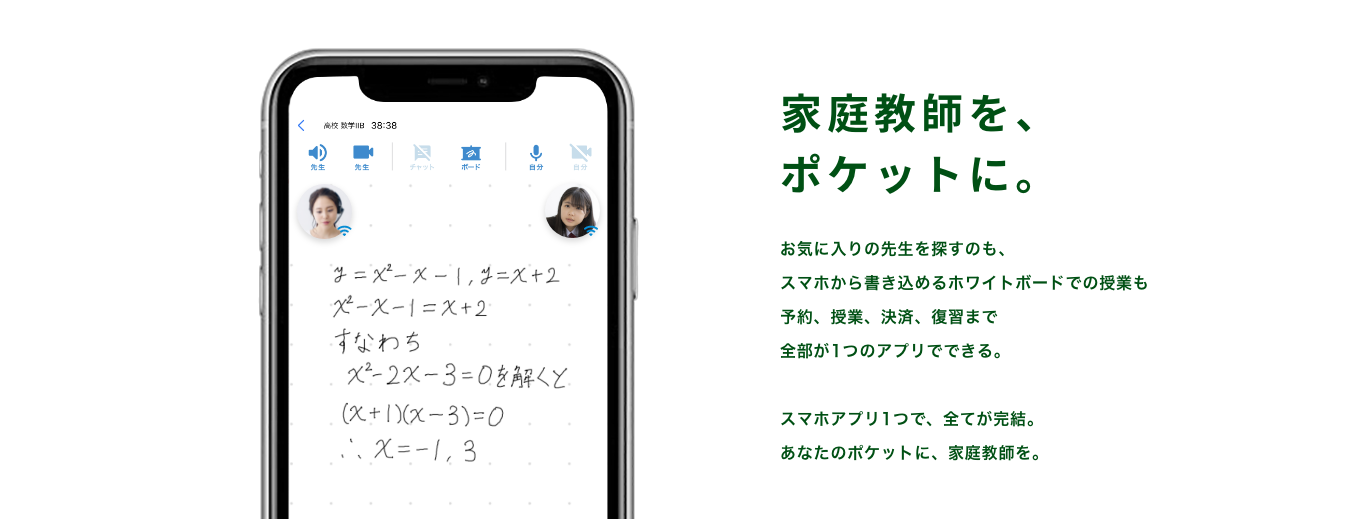 高校 数学IIB 38:38
先生 先生 チャット ボード 自分 自分
y=x²-x-1, y=x+2
x²-x-1=x+2
すなわち
x²-2x-3=0を解くと
(x+1)(x-3)=0
∴ x=-1, 3
家庭教師を、
ポケットに。
お気に入りの先生を探すのも、
スマホから書き込めるホワイトボードでの授業も
予約、授業、決済、復習まで
全部が1つのアプリでできる。
スマホアプリ1つで、全てが完結。
あなたのポケットに、家庭教師を。